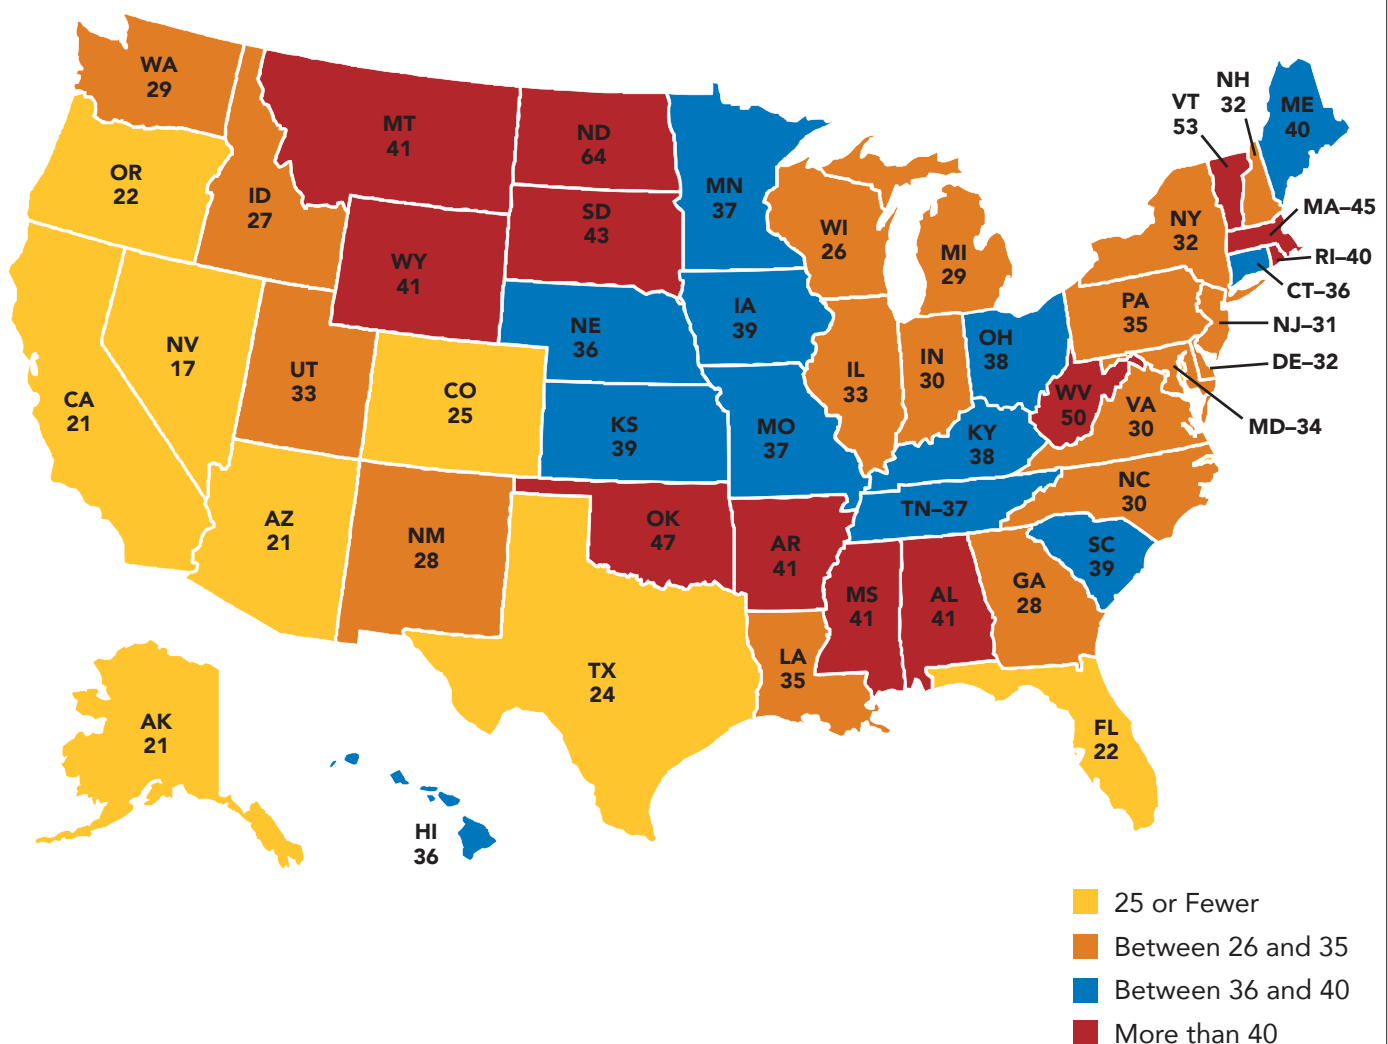 WA
29
OR
22
CA
21
NV
17
ID
27
MT
41
WY
41
UT
33
AZ
21
CO
25
NM
28
ND
64
SD
43
NE
36
KS
39
OK
47
TX
24
MN
37
IA
39
MO
37
AR
41
LA
35
WI
26
IL
33
MI
29
IN
30
OH
38
KY
38
TN–37
MS
41
AL
41
GA
28
FL
22
SC
39
NC
30
VA
30
WV
50
PA
35
NY
32
VT
53
NH
32
ME
40
MA–45
RI–40
CT–36
NJ–31
DE–32
MD–34
AK
21
HI
36
25 or Fewer
Between 26 and 35
Between 36 and 40
More than 40